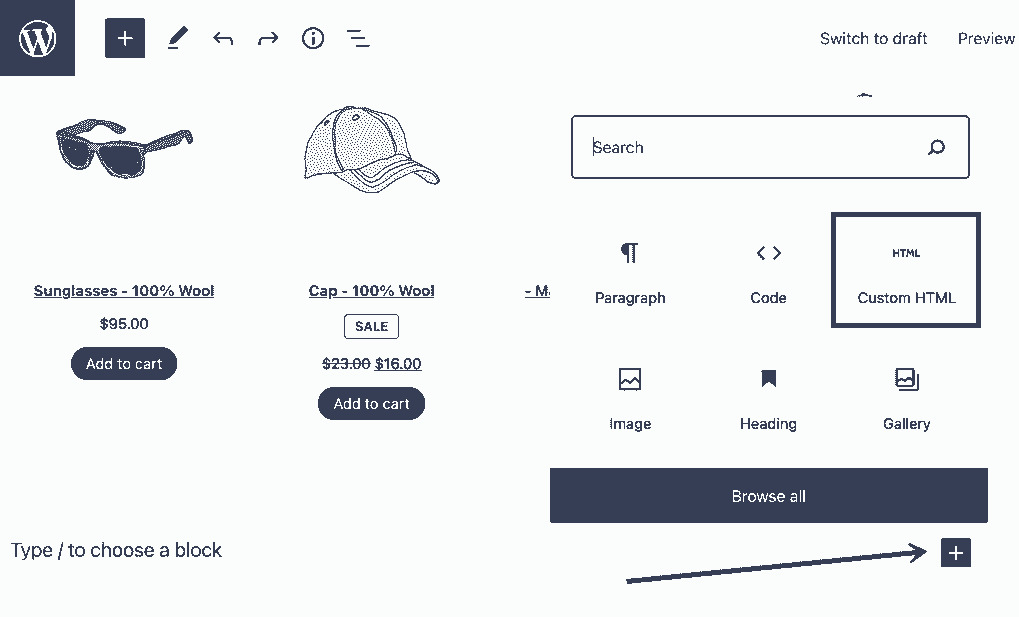 Switch to draft
Preview
Search
Paragraph
Code
HTML
Custom HTML
Image
Heading
Gallery
Browse all
Sunglasses - 100% Wool
$95.00
Add to cart
Cap - 100% Wool
SALE
$23.00 $16.00
Add to cart
Type / to choose a block